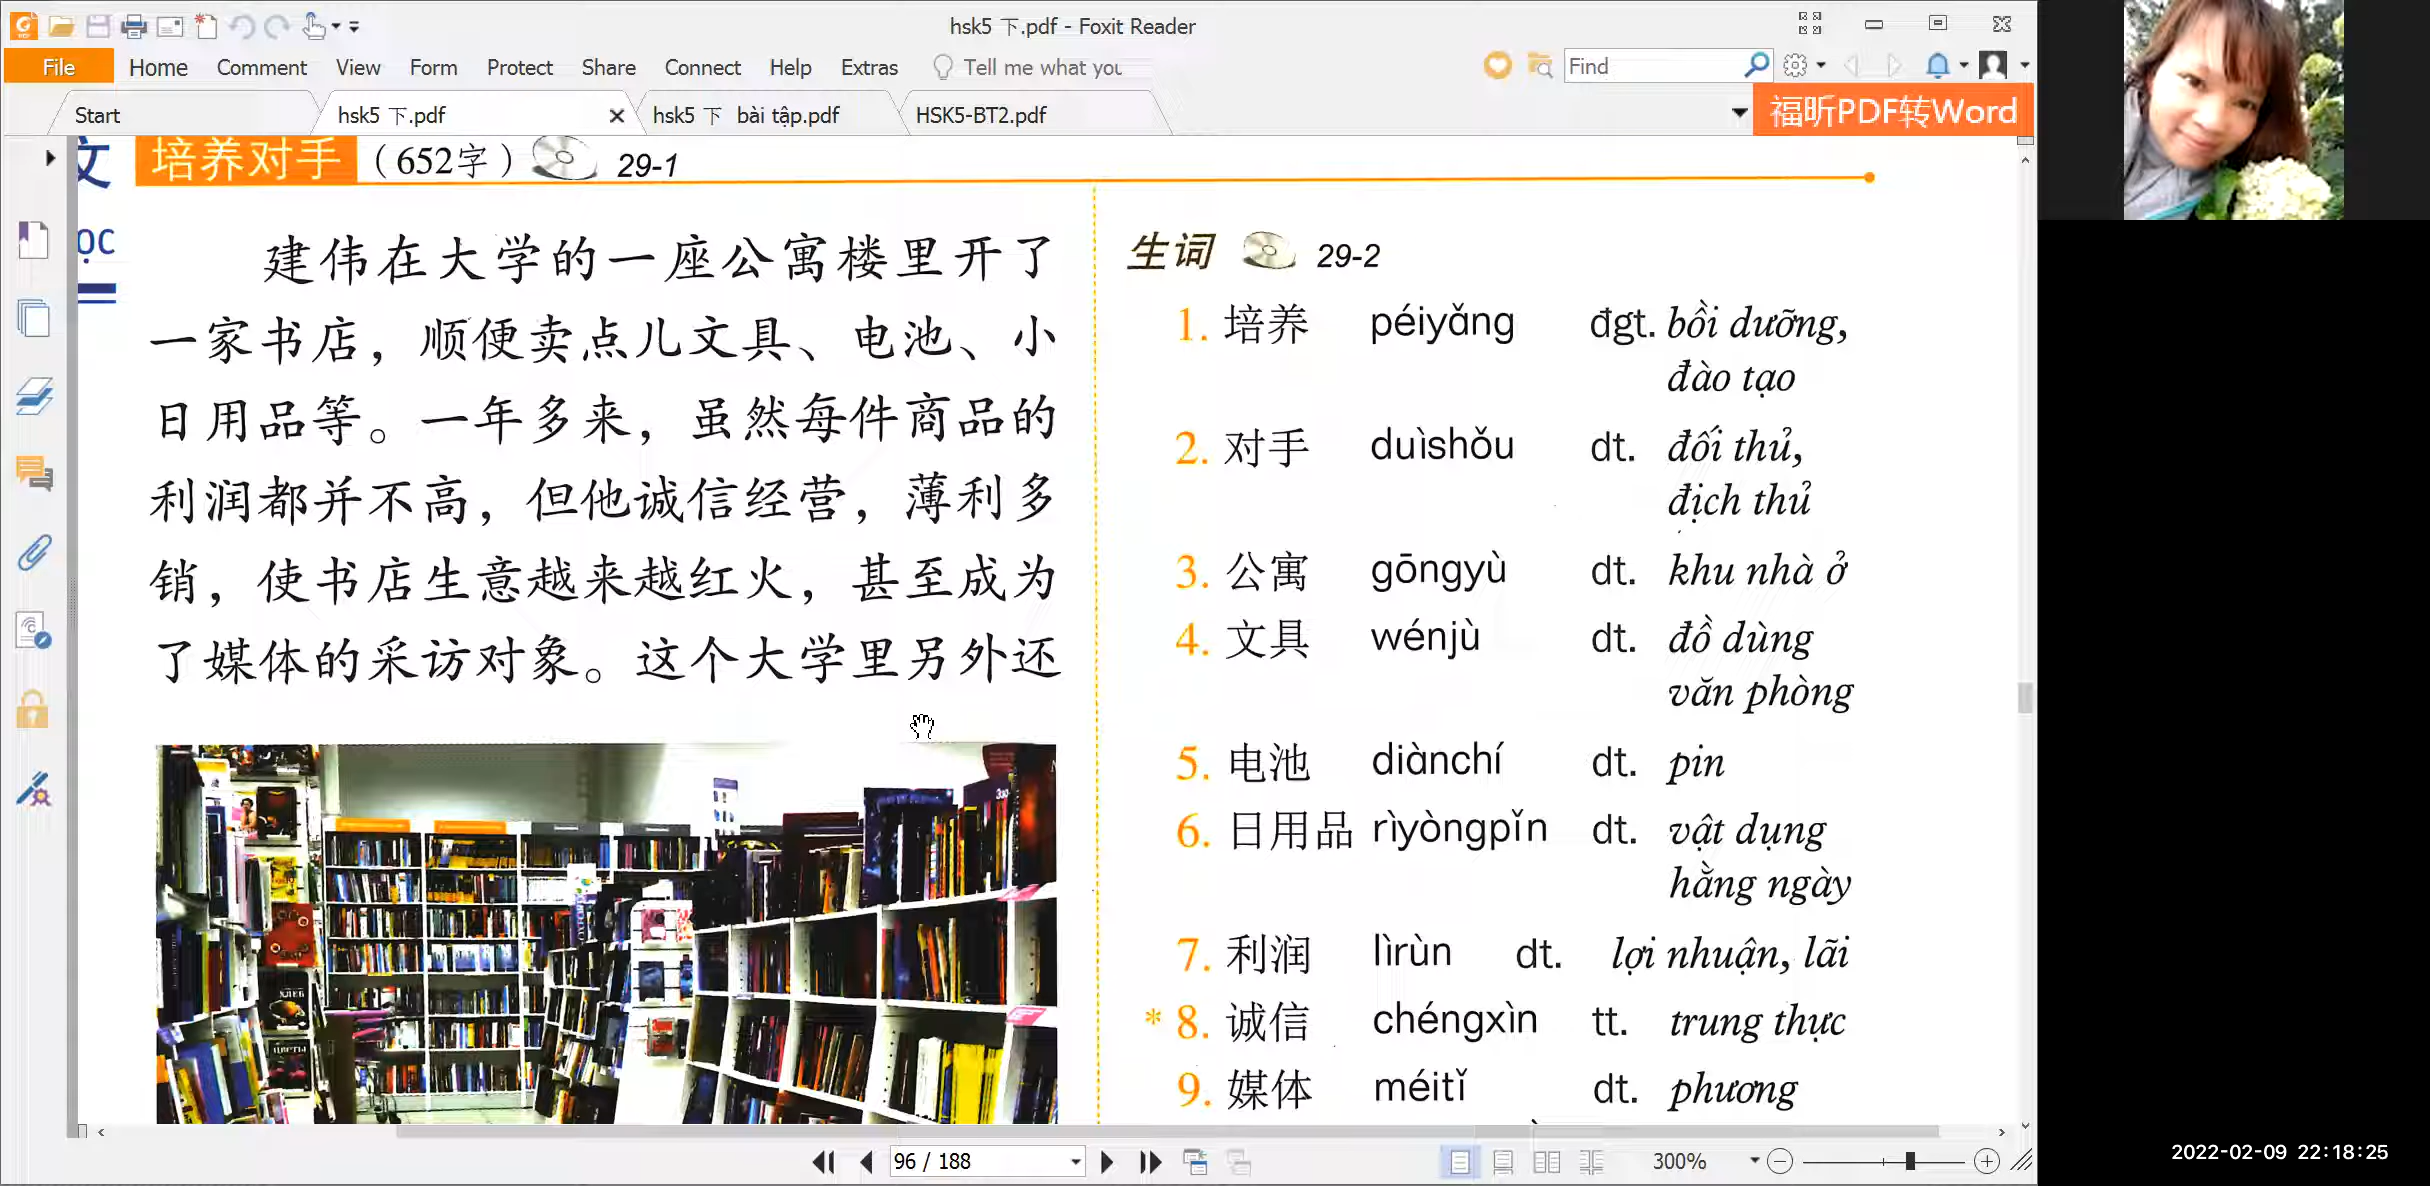 hsk5 下.pdf - Foxit Reader
File Home Comment View Form Protect Share Connect Help Extras Tell me what you Find
Start hsk5 下.pdf hsk5 下 bài tập.pdf HSK5-BT2.pdf 福昕PDF转Word
文 培养对手 (652字) 29-1
ọc
建伟在大学的一座公寓楼里开了
一家书店，顺便卖点儿文具、电池、小
日用品等。一年多来，虽然每件商品的
利润都并不高，但他诚信经营，薄利多
销，使书店生意越来越红火，甚至成为
了媒体的采访对象。这个大学里另外还
生词 29-2
1. 培养 péiyǎng đgt. bồi dưỡng,
đào tạo
2. 对手 duìshǒu dt. đối thủ,
địch thủ
3. 公寓 gōngyù dt. khu nhà ở
4. 文具 wénjù dt. đồ dùng
văn phòng
5. 电池 diànchí dt. pin
6. 日用品 rìyòngpǐn dt. vật dụng
hằng ngày
7. 利润 lìrùn dt. lợi nhuận, lãi
* 8. 诚信 chéngxìn tt. trung thực
9. 媒体 méitǐ dt. phương
96 / 188 300%
2022-02-09 22:18:25